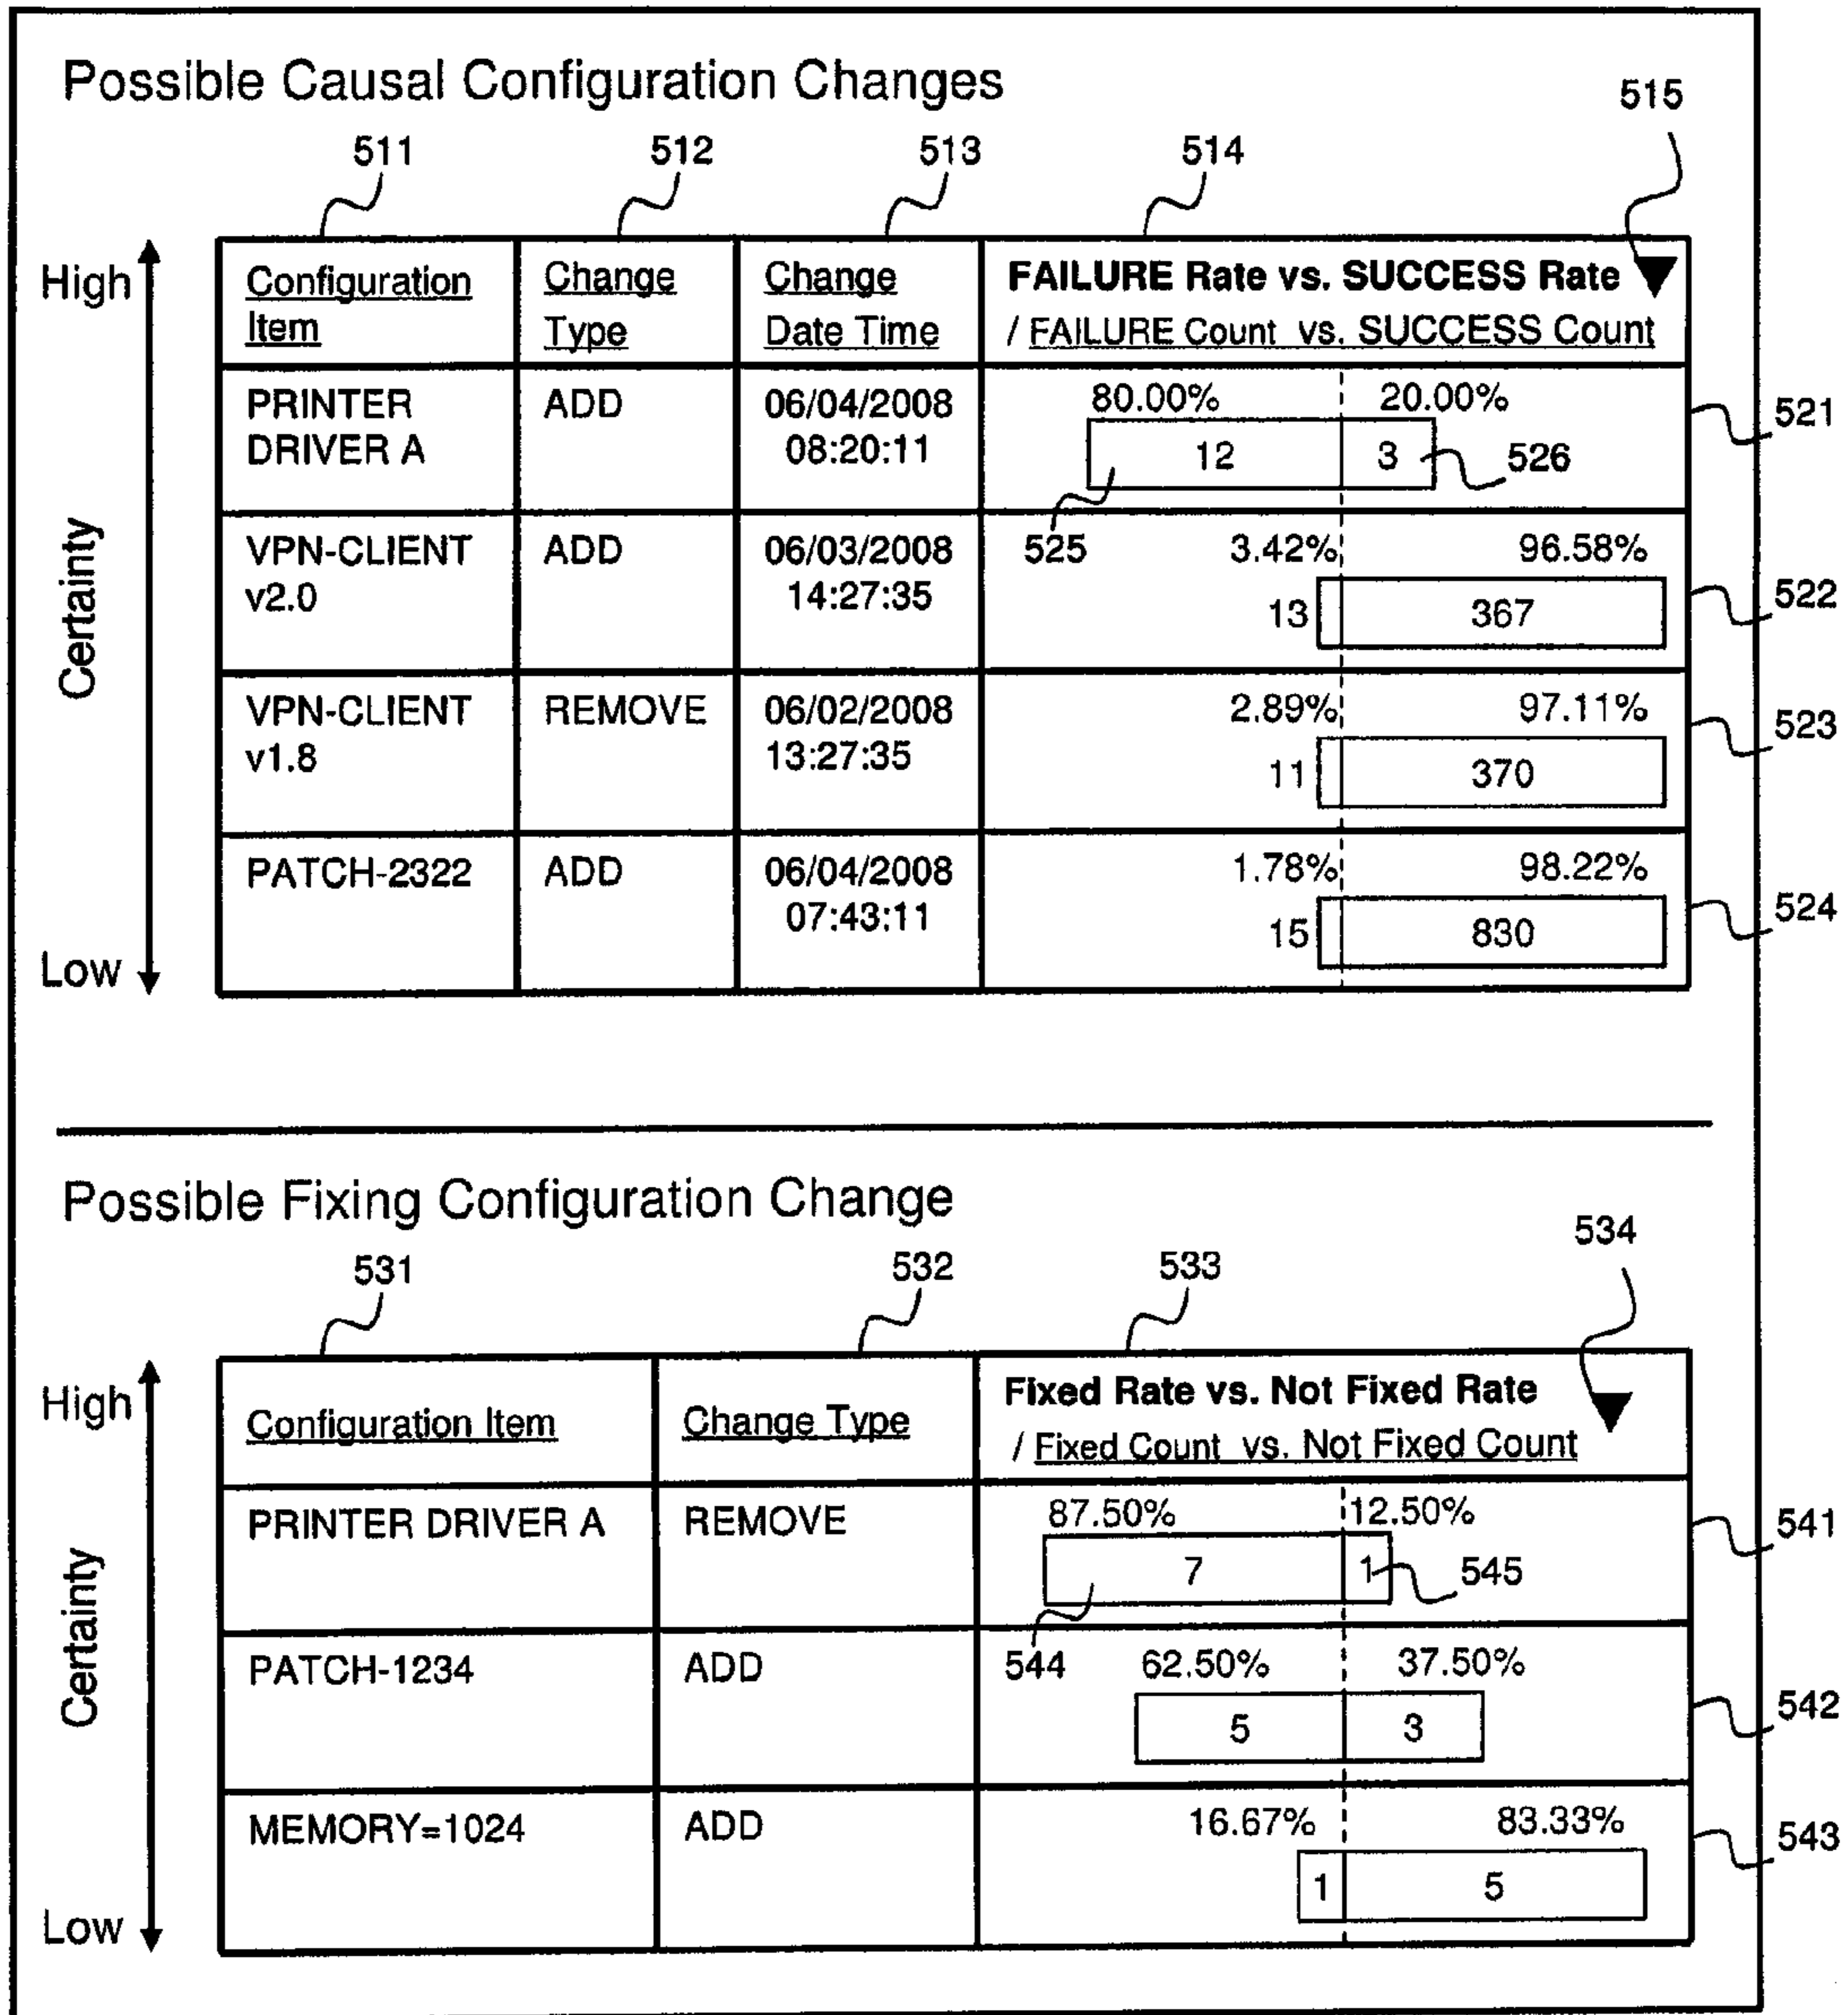 Possible Causal Configuration Changes
515
511 512 513 514
High
Certainty
Low
Configuration Item
Change Type
Change Date Time
FAILURE Rate vs. SUCCESS Rate
/ FAILURE Count vs. SUCCESS Count
PRINTER DRIVER A
ADD
06/04/2008
08:20:11
80.00% 20.00%
12 3
526
525
521
VPN-CLIENT v2.0
ADD
06/03/2008
14:27:35
3.42% 96.58%
13 367
522
VPN-CLIENT v1.8
REMOVE
06/02/2008
13:27:35
2.89% 97.11%
11 370
523
PATCH-2322
ADD
06/04/2008
07:43:11
1.78% 98.22%
15 830
524
Possible Fixing Configuration Change
534
531 532 533
High
Certainty
Low
Configuration Item
Change Type
Fixed Rate vs. Not Fixed Rate
/ Fixed Count vs. Not Fixed Count
PRINTER DRIVER A
REMOVE
87.50% 12.50%
7 1
545
544
541
PATCH-1234
ADD
62.50% 37.50%
5 3
542
MEMORY=1024
ADD
16.67% 83.33%
1 5
543